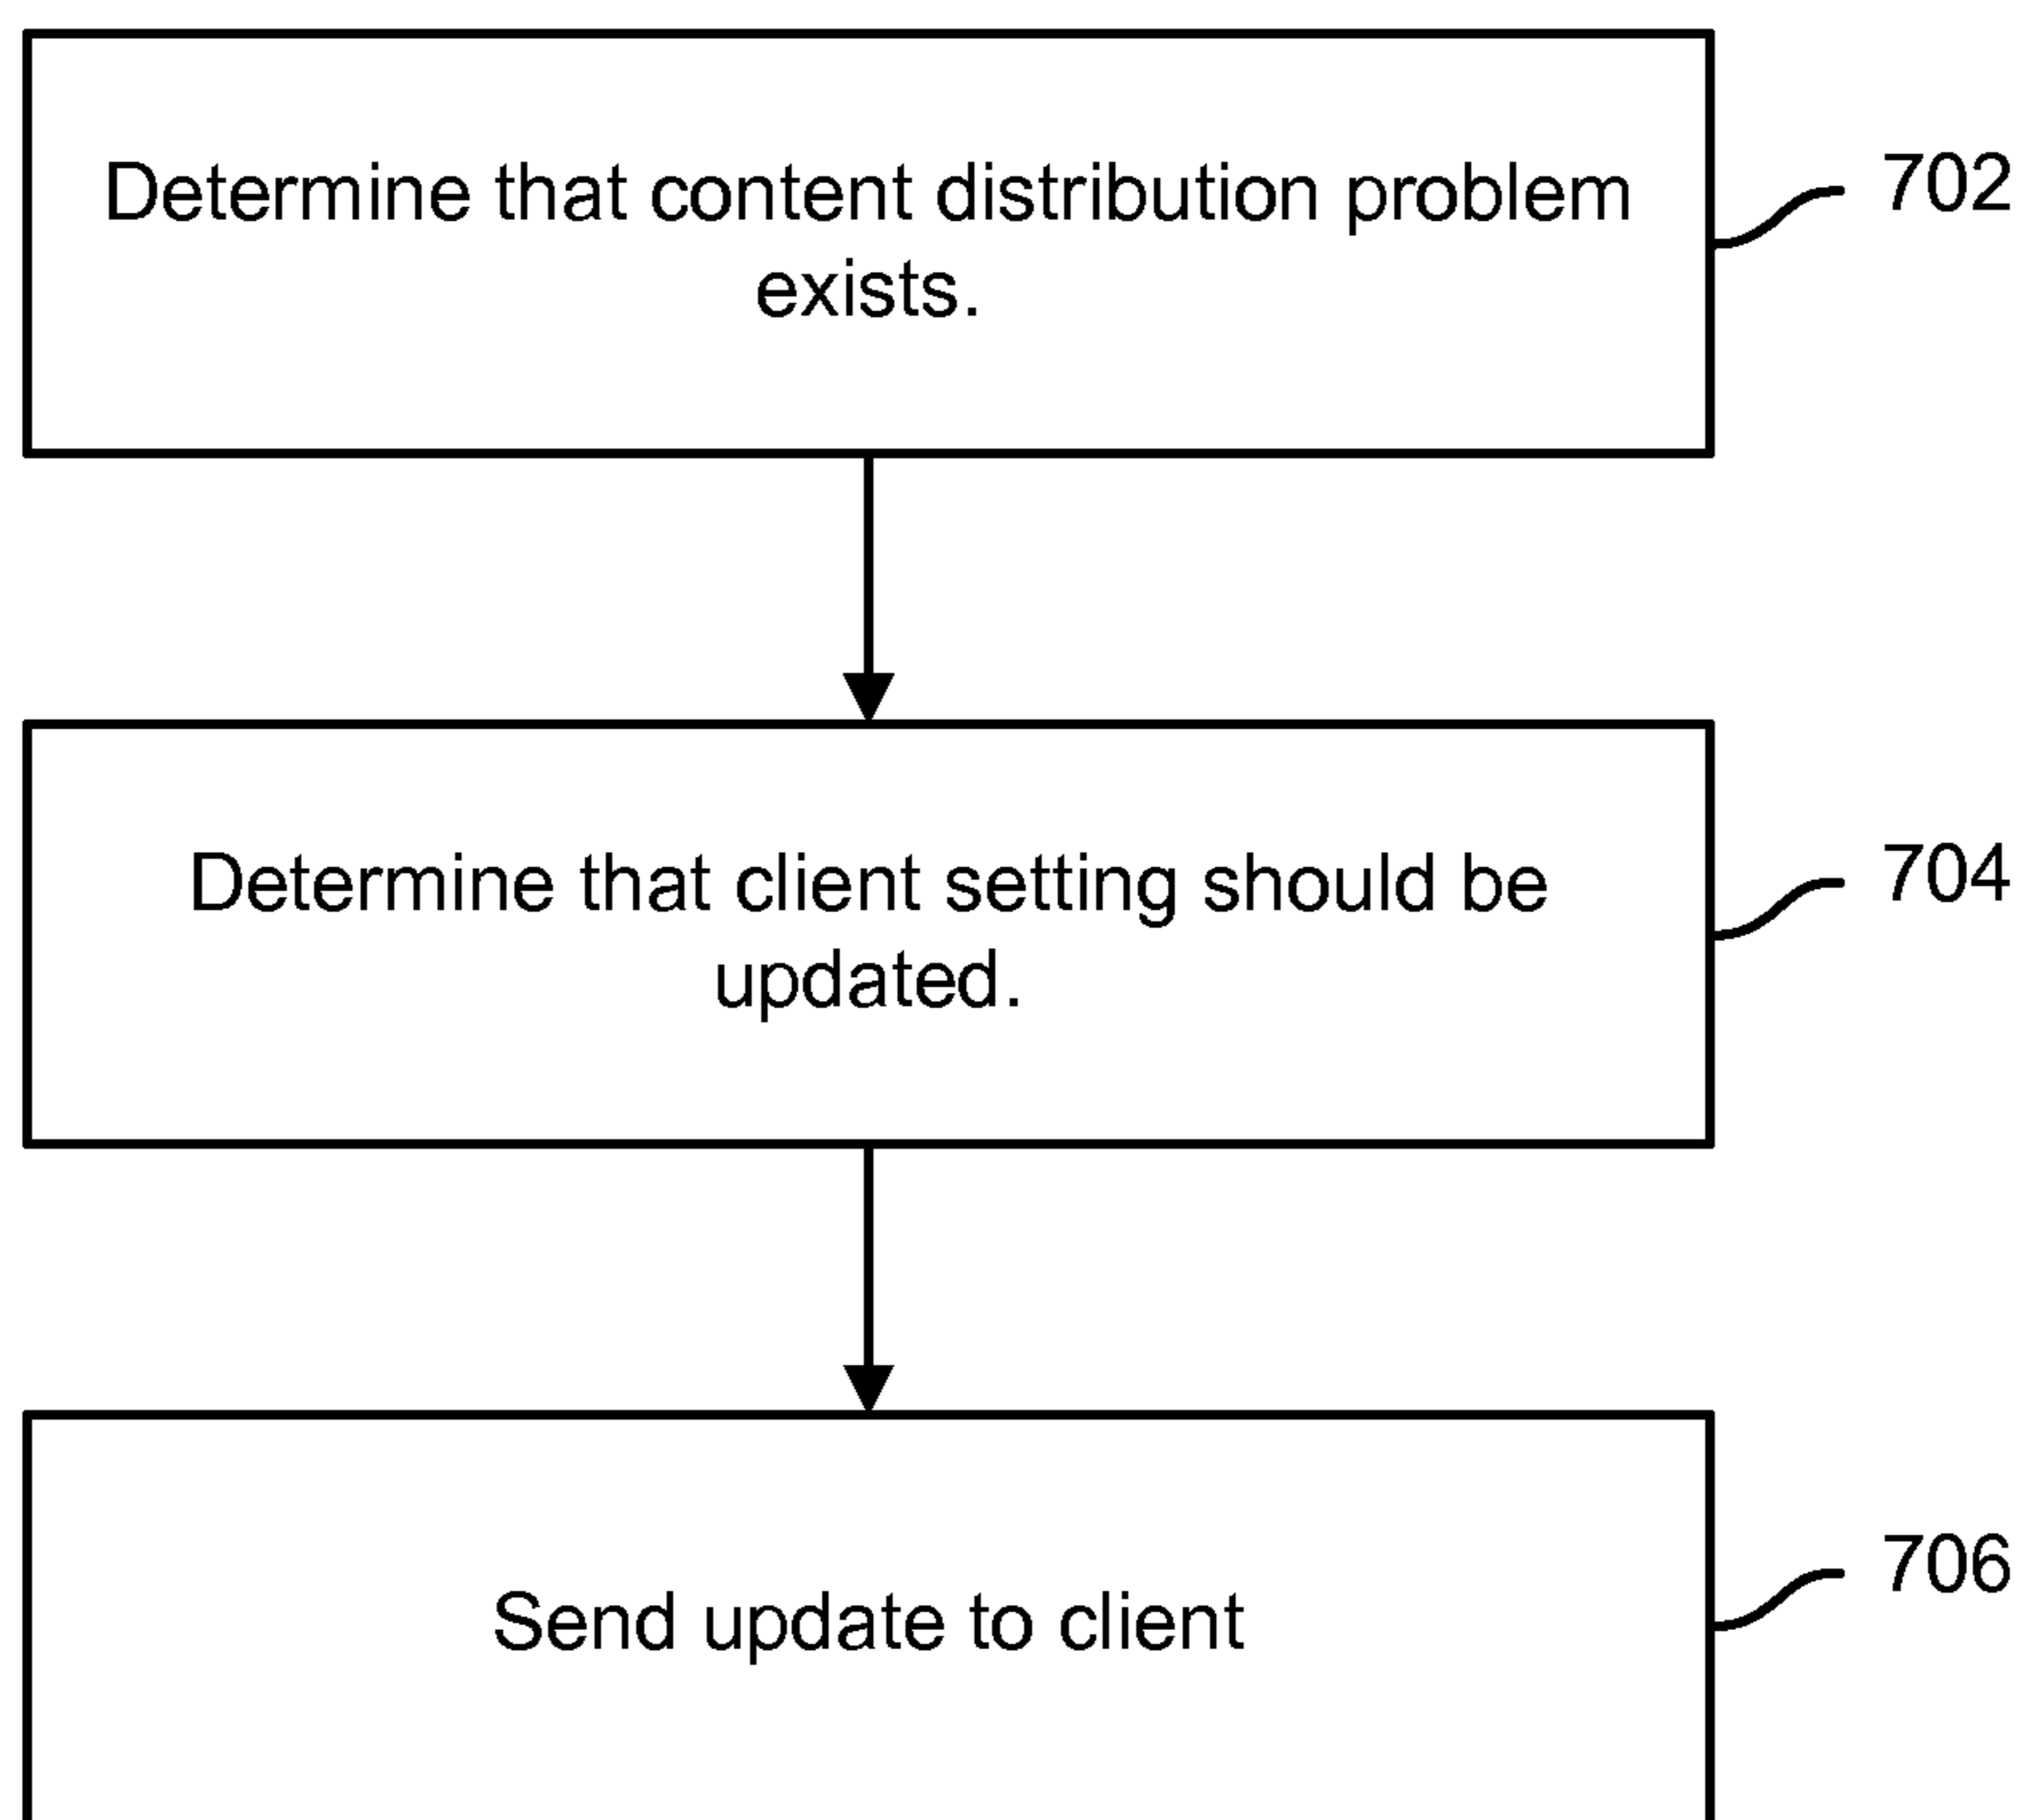 Determine that content distribution problem
exists.
702
Determine that client setting should be
updated.
704
Send update to client
706